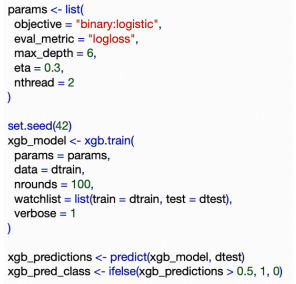 params <- list(
  objective = "binary:logistic",
  eval_metric = "logloss",
  max_depth = 6,
  eta = 0.3,
  nthread = 2
)

set.seed(42)
xgb_model <- xgb.train(
  params = params,
  data = dtrain,
  nrounds = 100,
  watchlist = list(train = dtrain, test = dtest),
  verbose = 1
)

xgb_predictions <- predict(xgb_model, dtest)
xgb_pred_class <- ifelse(xgb_predictions > 0.5, 1, 0)